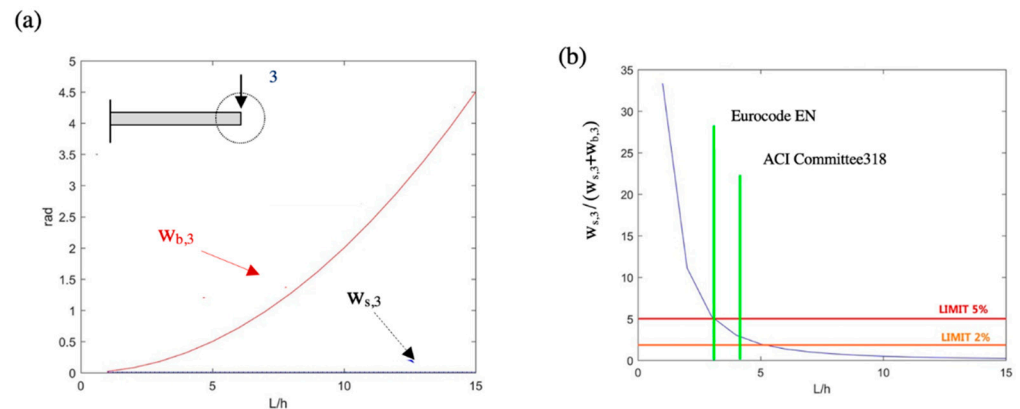 (a)
5
4.5
4
3.5
3
2.5
2
1.5
1
0.5
0
rad
3
Wb,3
Ws,3
0 5 10 15
L/h
(b)
35
30
25
20
15
10
5
0
ws,3/(ws,3+wb,3)
Eurocode EN
ACI Committee318
LIMIT 5%
LIMIT 2%
0 5 10 15
L/h